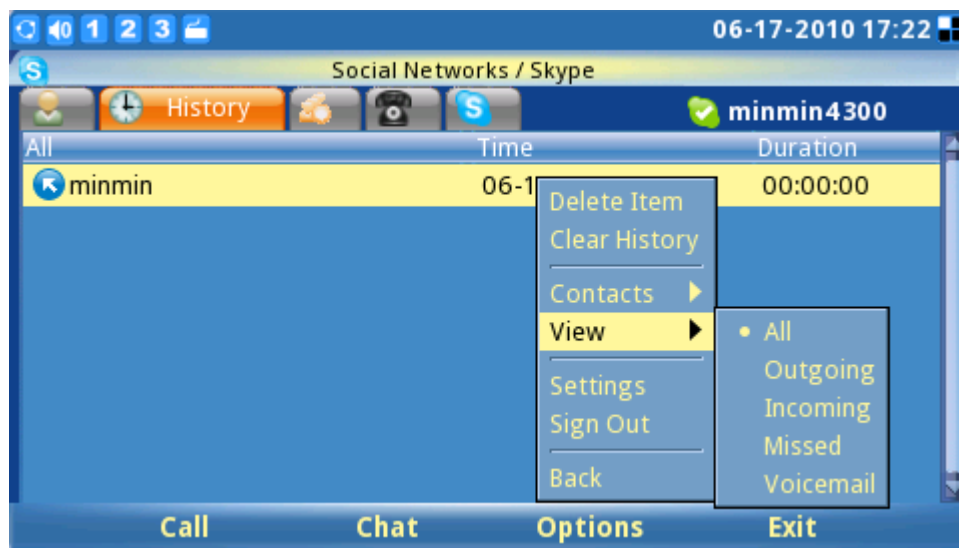 1 2 3 06-17-2010 17:22
S Social Networks / Skype
History S minmin4300
All Time Duration
minmin 06-1 00:00:00
Delete Item
Clear History
Contacts
View
Settings
Sign Out
Back
All
Outgoing
Incoming
Missed
Voicemail
Call Chat Options Exit